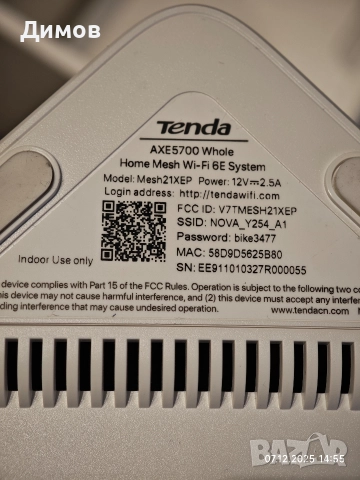 Димов
Tenda
AXE5700 Whole
Home Mesh Wi-Fi 6E System
Model: Mesh21XEP Power: 12V⎓2.5A
Login address: http://tendawifi.com
FCC ID: V7TMESH21XEP
SSID: NOVA_Y254_A1
Password: bike3477
MAC: 58D9D5625B80
SN: EE911010327R000055
Indoor Use only
device complies with Part 15 of the FCC Rules. Operation is subject to the following two co
this device may not cause harmful interference, and (2) this device must accept any interfer
ding interference that may cause undesired operation.
www.tendacn.com
07.12.2025 14:55
BAZAR